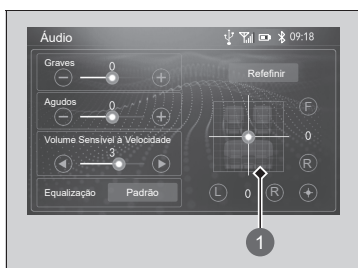 Áudio
09:18
Graves
0
Refefinir
Agudos
0
F
0
R
Volume Sensível à Velocidade
3
Equalização
Padrão
L
0
R
1